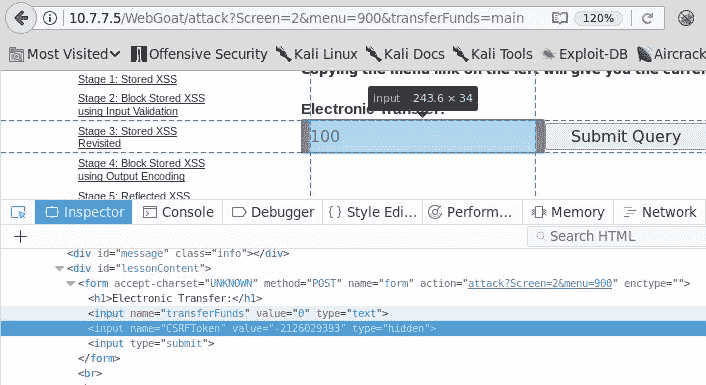 10.7.7.5/WebGoat/attack?Screen=2&menu=900&transferFunds=main
120%
Most Visited
Offensive Security
Kali Linux
Kali Docs
Kali Tools
Exploit-DB
Aircrack
Copying the menu link on the left will give you the curre
Stage 1: Stored XSS
Stage 2: Block Stored XSS
using Input Validation
Stage 3: Stored XSS
Revisited
Stage 4: Block Stored XSS
using Output Encoding
Stage 5: Reflected XSS
input 243.6 × 34
Electronic Transfer:
100
Submit Query
Inspector
Console
Debugger
{ } Style Edi...
Perform...
Memory
Network
+
Search HTML
<div id="message" class="info"></div>
<div id="lessonContent">
<form accept-charset="UNKNOWN" method="POST" name="form" action="attack?Screen=2&menu=900" enctype="">
<h1>Electronic Transfer:</h1>
<input name="transferFunds" value="0" type="text">
<input name="CSRFToken" value="-2126029393" type="hidden">
<input type="submit">
</form>
<br>